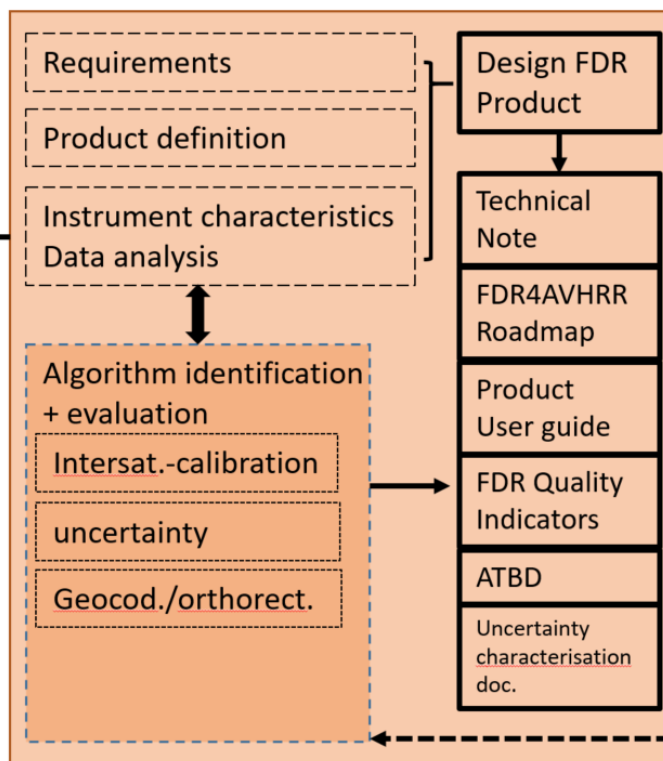 Requirements
Product definition
Instrument characteristics
Data analysis
Algorithm identification
+ evaluation
Intersat.-calibration
uncertainty
Geocod./orthorect.
Design FDR
Product
Technical
Note
FDR4AVHRR
Roadmap
Product
User guide
FDR Quality
Indicators
ATBD
Uncertainty
characterisation
doc.